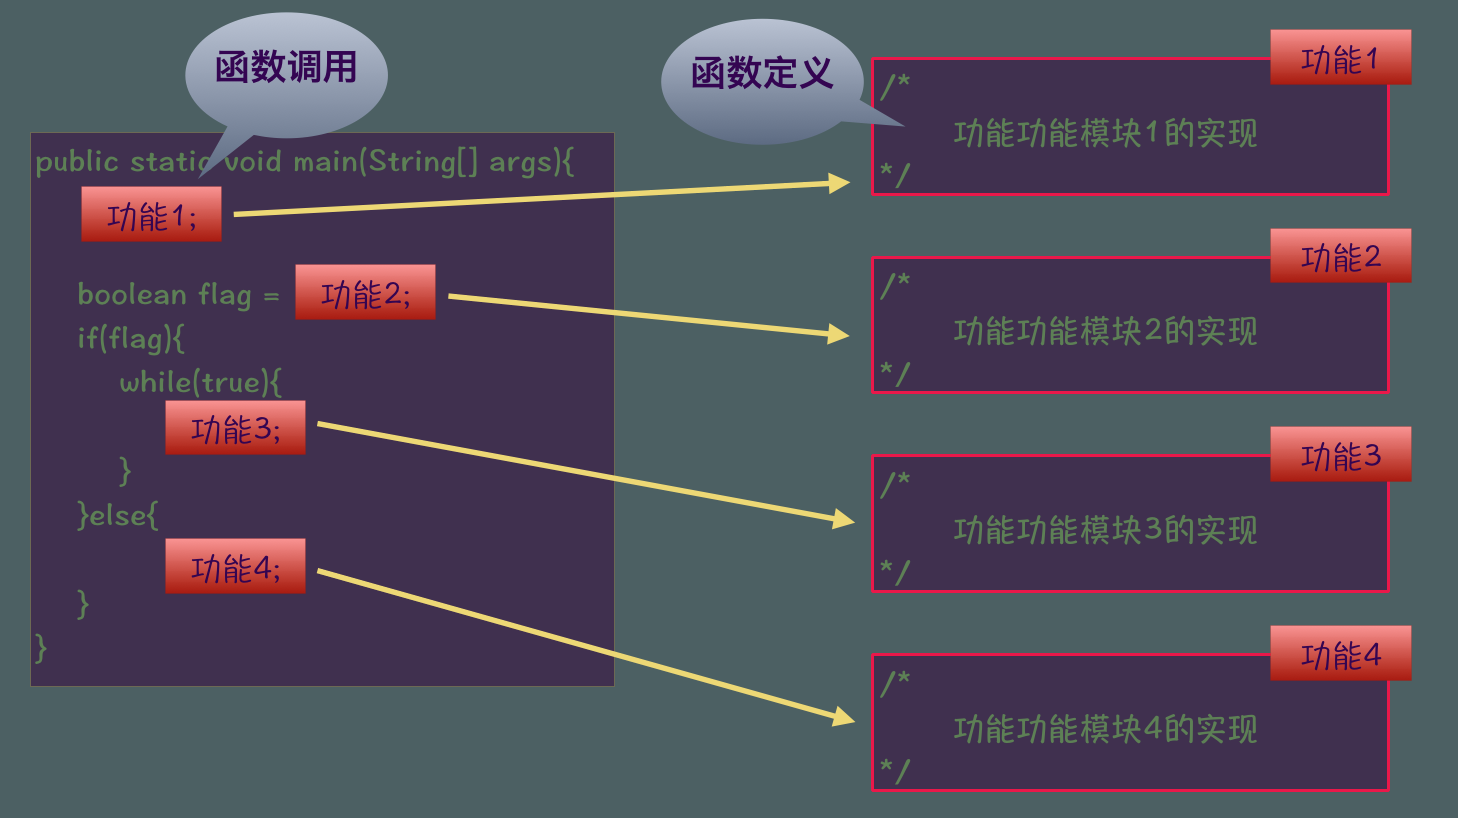 函数调用
public static void main(String[] args){
功能1;
boolean flag = 功能2;
if(flag){
while(true){
功能3;
}
}else{
功能4;
}
}
函数定义
功能1
/*
功能功能模块1的实现
*/
功能2
/*
功能功能模块2的实现
*/
功能3
/*
功能功能模块3的实现
*/
功能4
/*
功能功能模块4的实现
*/